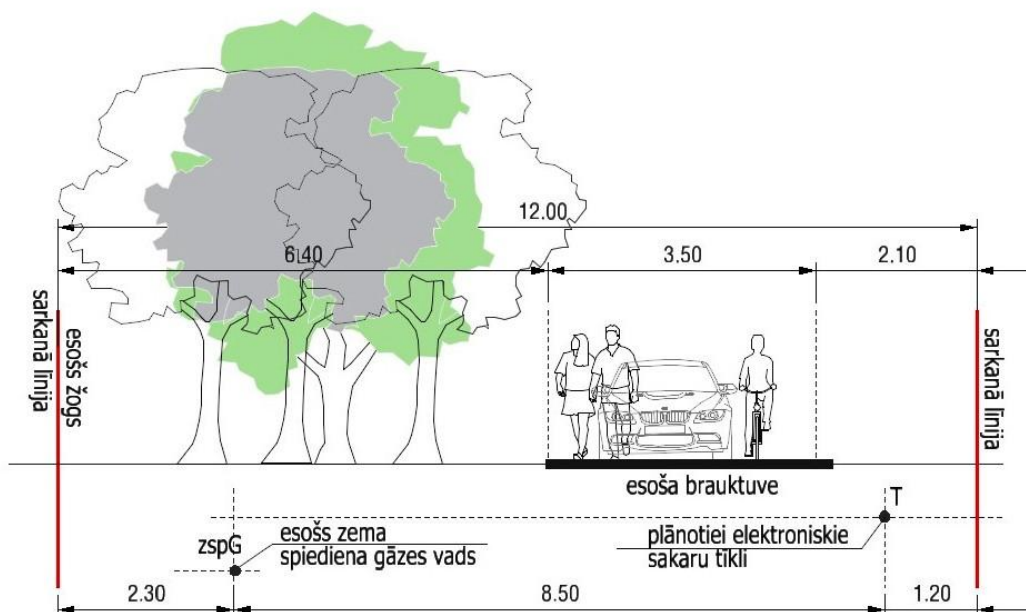 12.00
6.40
3.50
2.10
sarkanā līnija
esošs žogs
sarkanā līnija
esoša brauktuve
T
zspG
esošs zema
spiediena gāzes vads
plānotiei elektroniskie
sakaru tīkli
2.30
8.50
1.20